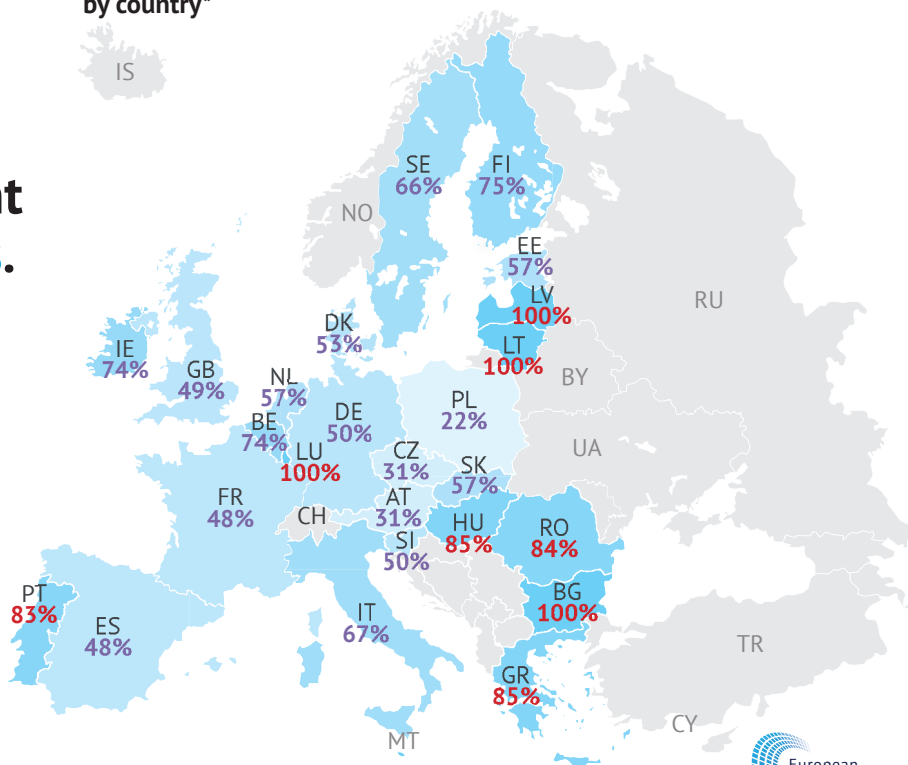 by country*
IS
t
.
SE
66%
FI
75%
NO
EE
57%
RU
LV
100%
DK
53%
LT
100%
IE
74%
GB
49%
NL
57%
BY
DE
50%
PL
22%
BE
74%
LU
100%
CZ
31%
SK
57%
UA
FR
48%
AT
31%
CH
HU
85%
RO
84%
SI
50%
PT
83%
BG
100%
ES
48%
IT
67%
TR
GR
85%
CY
MT
European